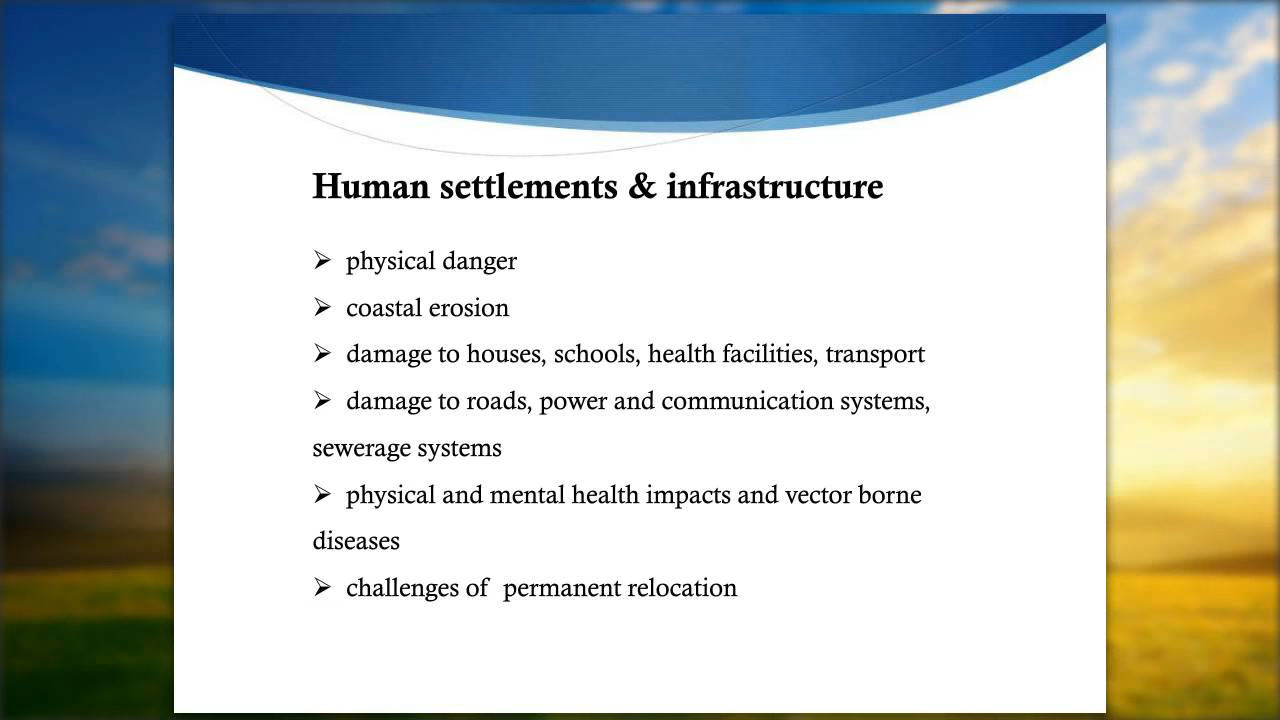 Human settlements & infrastructure
➢ physical danger
➢ coastal erosion
➢ damage to houses, schools, health facilities, transport
➢ damage to roads, power and communication systems,
sewerage systems
➢ physical and mental health impacts and vector borne
diseases
➢ challenges of  permanent relocation